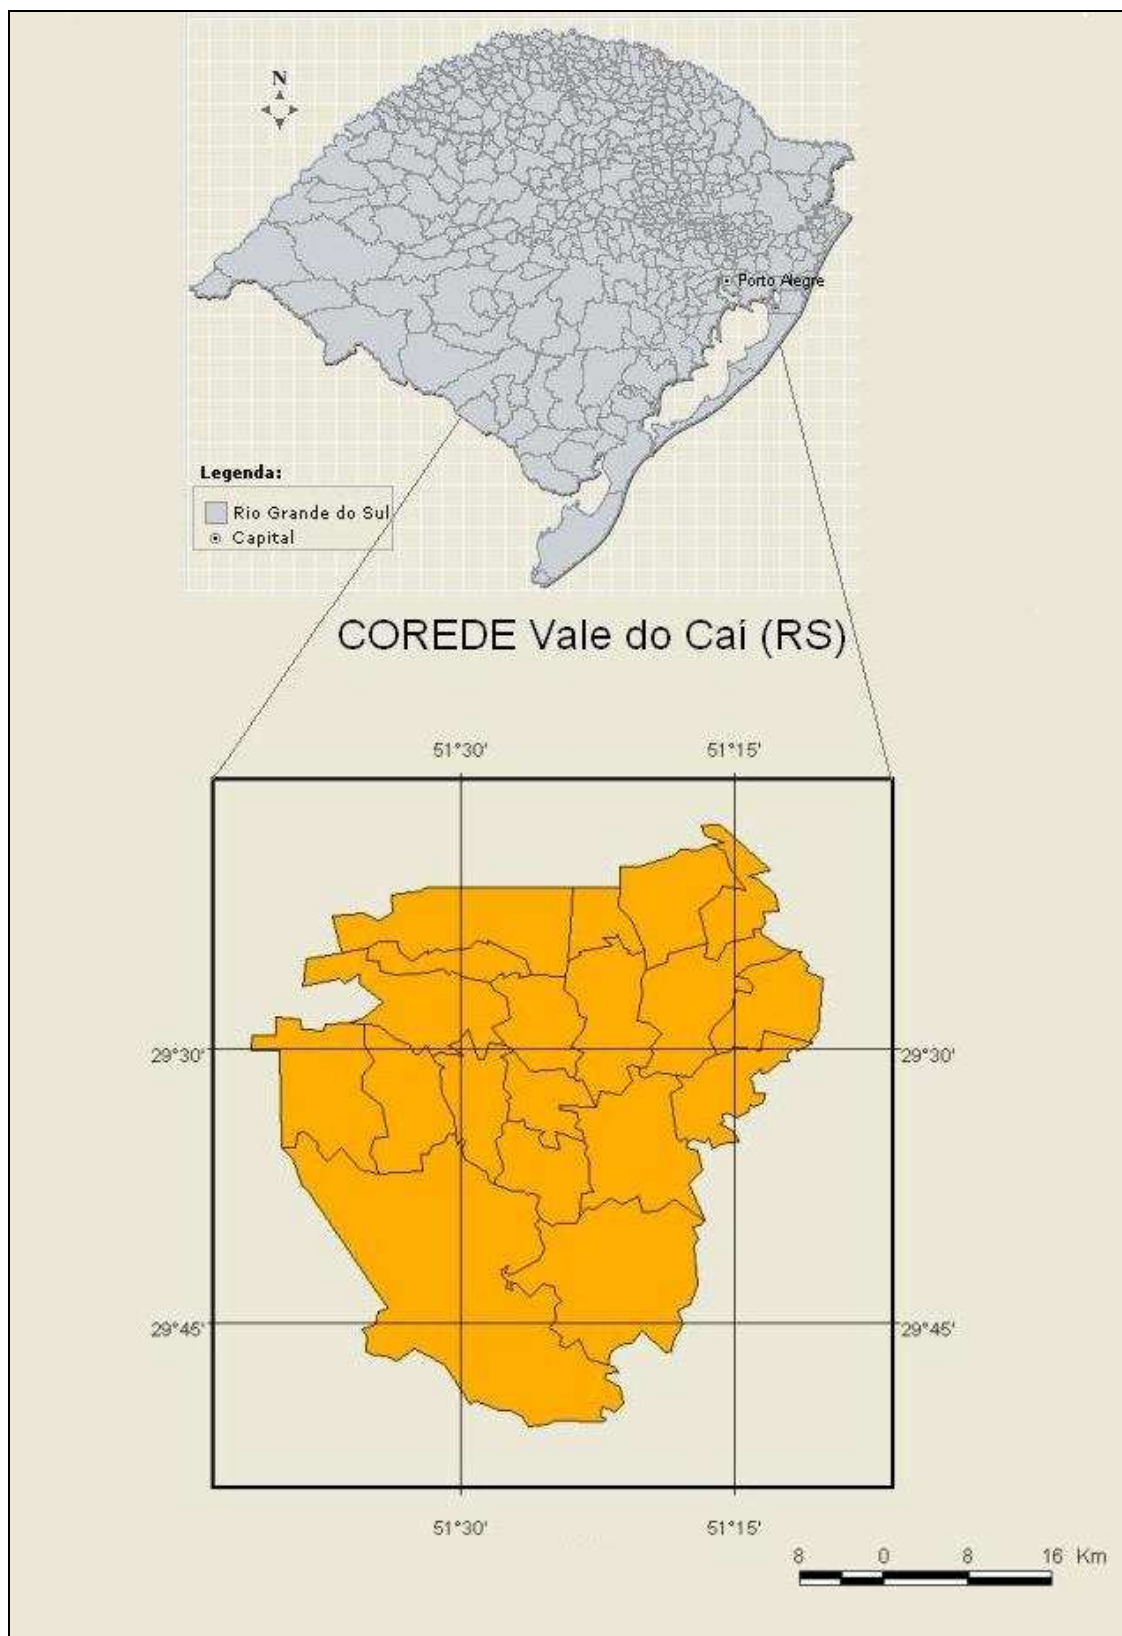 N
Porto Alegre
Legenda:
Rio Grande do Sul
Capital
COREDE Vale do Caí (RS)
51°30' 51°15'
29°30' 29°30'
29°45' 29°45'
51°30' 51°15'
8 0 8 16 Km